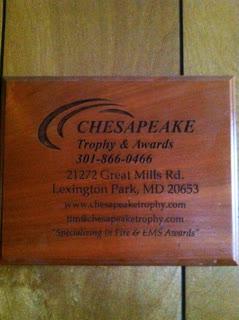 CHESAPEAKE
Trophy & Awards
301-866-0466
21272 Great Mills Rd.
Lexington Park, MD 20653
www.chesapeaketrophy.com
tim@chesapeaketrophy.com
"Specializing in Fire & EMS Awards"